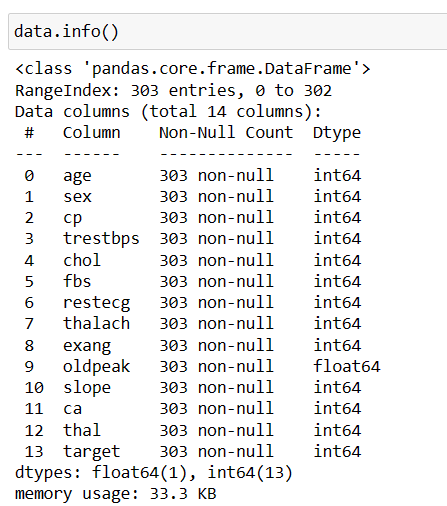 data.info()
<class 'pandas.core.frame.DataFrame'>
RangeIndex: 303 entries, 0 to 302
Data columns (total 14 columns):
 #   Column    Non-Null Count  Dtype
---  ------    --------------  -----
 0   age       303 non-null    int64
 1   sex       303 non-null    int64
 2   cp        303 non-null    int64
 3   trestbps  303 non-null    int64
 4   chol      303 non-null    int64
 5   fbs       303 non-null    int64
 6   restecg   303 non-null    int64
 7   thalach   303 non-null    int64
 8   exang     303 non-null    int64
 9   oldpeak   303 non-null    float64
 10  slope     303 non-null    int64
 11  ca        303 non-null    int64
 12  thal      303 non-null    int64
 13  target    303 non-null    int64
dtypes: float64(1), int64(13)
memory usage: 33.3 KB